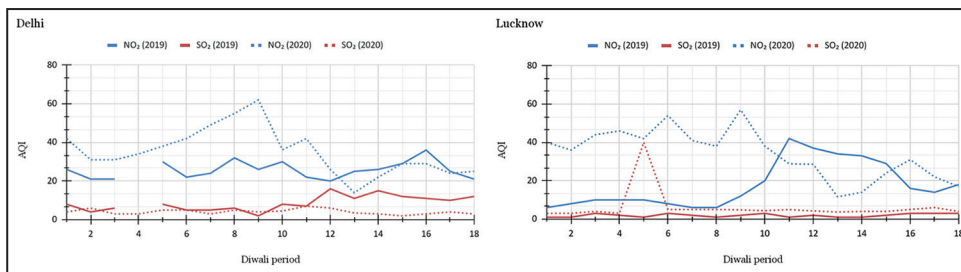 Delhi
NO₂ (2019) SO₂ (2019) NO₂ (2020) SO₂ (2020)
80
60
40
20
0
AQI
2 4 6 8 10 12 14 16 18
Diwali period
Lucknow
NO₂ (2019) SO₂ (2019) NO₂ (2020) SO₂ (2020)
80
60
40
20
0
AQI
2 4 6 8 10 12 14 16 18
Diwali period